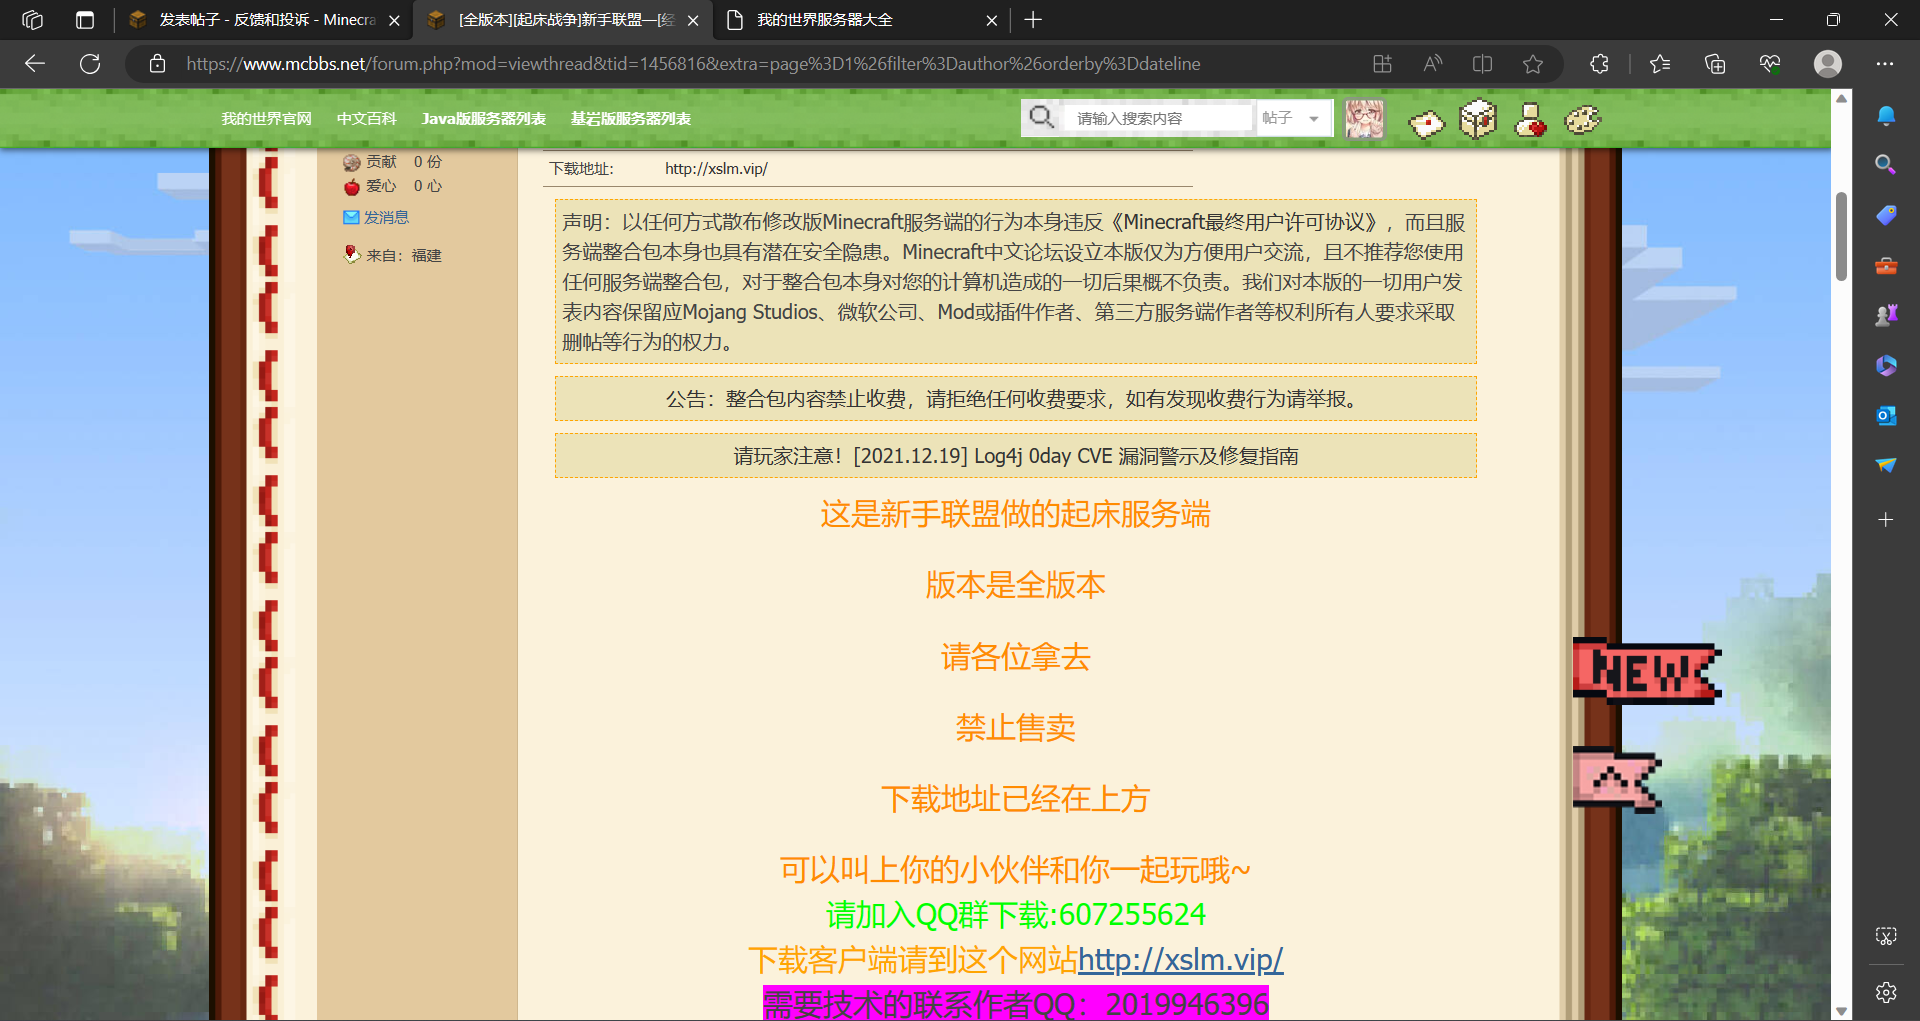 发表帖子 - 反馈和投诉 - Minecra
[全版本][起床战争]新手联盟—[经
我的世界服务器大全
https://www.mcbbs.net/forum.php?mod=viewthread&tid=1456816&extra=page%3D1%26filter%3Dauthor%26orderby%3Ddateline
我的世界官网 中文百科 Java版服务器列表 基岩版服务器列表 请输入搜索内容 帖子
贡献 0 份
爱心 0 心
发消息
来自：福建
下载地址: http://xslm.vip/
声明：以任何方式散布修改版Minecraft服务端的行为本身违反《Minecraft最终用户许可协议》，而且服
务端整合包本身也具有潜在安全隐患。Minecraft中文论坛设立本版仅为方便用户交流，且不推荐您使用
任何服务端整合包，对于整合包本身对您的计算机造成的一切后果概不负责。我们对本版的一切用户发
表内容保留应Mojang Studios、微软公司、Mod或插件作者、第三方服务端作者等权利所有人要求采取
删帖等行为的权力。
公告：整合包内容禁止收费，请拒绝任何收费要求，如有发现收费行为请举报。
请玩家注意！[2021.12.19] Log4j 0day CVE 漏洞警示及修复指南
这是新手联盟做的起床服务端
版本是全版本
请各位拿去
禁止售卖
下载地址已经在上方
可以叫上你的小伙伴和你一起玩哦~
请加入QQ群下载:607255624
下载客户端请到这个网站http://xslm.vip/
需要技术的联系作者QQ：2019946396
NEW